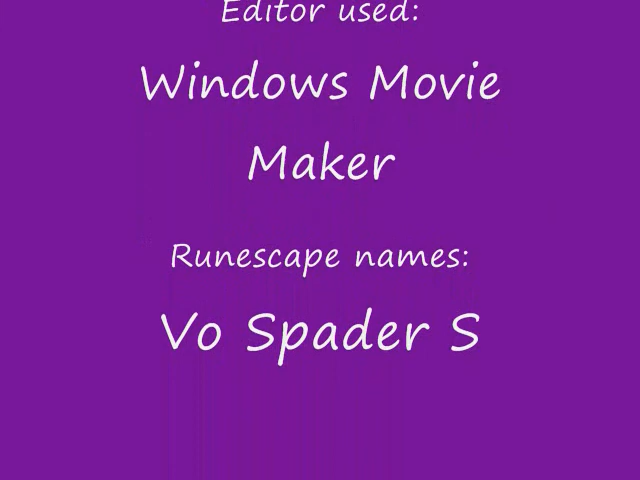 Editor used:
Windows Movie
Maker
Runescape names:
Vo Spader S